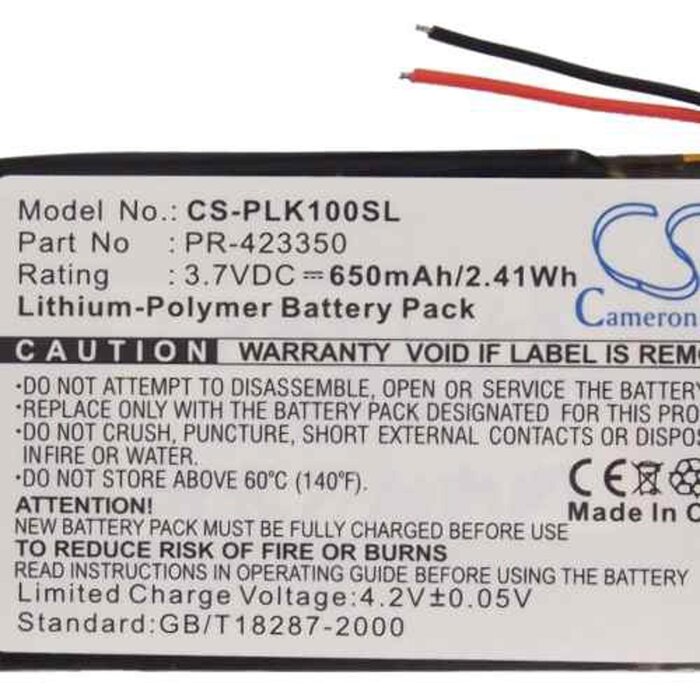 Model No.: CS-PLK100SL
Part No : PR-423350
Rating : 3.7VDC⎓650mAh/2.41Wh
Lithium-Polymer Battery Pack
CS
Cameron
CAUTION WARRANTY VOID IF LABEL IS REMO
·DO NOT ATTEMPT TO DISASSEMBLE, OPEN OR SERVICE THE BATTERY
·REPLACE ONLY WITH THE BATTERY PACK DESIGNATED FOR THIS PRO
·DO NOT CRUSH, PUNCTURE, SHORT EXTERNAL CONTACTS OR DISPOS
INFIRE OR WATER.
·DO NOT STORE ABOVE 60°C (140°F).
CE
Made In C
ATTENTION!
NEW BATTERY PACK MUST BE FULLY CHARGED BEFORE USE
TO REDUCE RISK OF FIRE OR BURNS
READ INSTRUCTIONS IN OPERATING GUIDE BEFORE USING THE BATTERY
Limited Charge Voltage:4.2V±0.05V
Standard:GB/T18287-2000